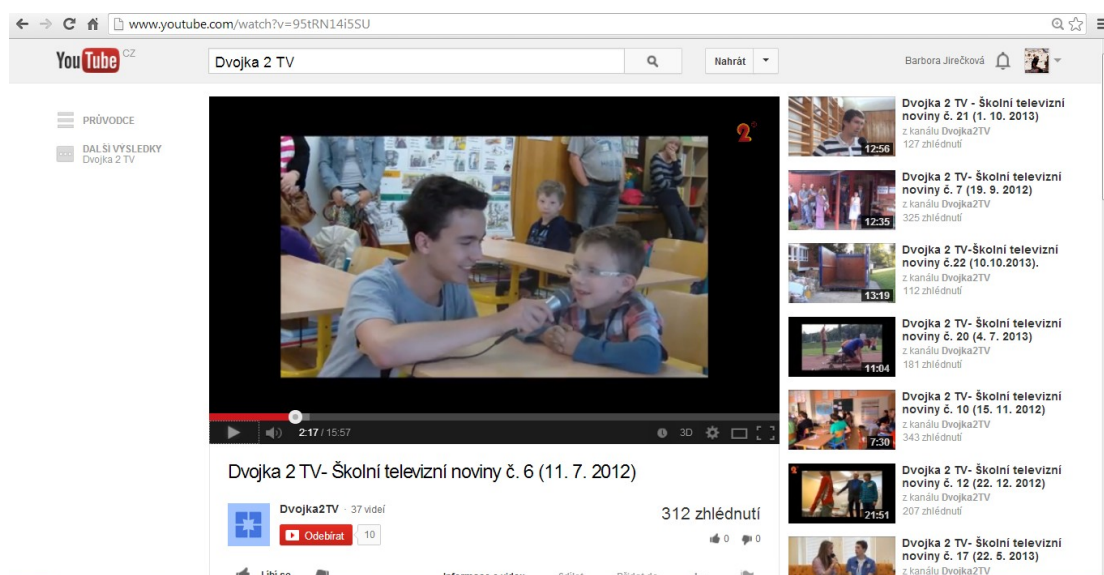 www.youtube.com/watch?v=95tRN14i5SU
YouTube CZ
Dvojka 2 TV
Nahrát
Barbora Jirečková
PRŮVODCE
DALŠÍ VÝSLEDKY
Dvojka 2 TV
2
2:17 / 15:57
3D
Dvojka 2 TV- Školní televizní noviny č. 6 (11. 7. 2012)
Dvojka2TV · 37 videí
Odebírat 10
312 zhlédnutí
0 0
Líbí se
Dvojka 2 TV - Školní televizní
noviny č. 21 (1. 10. 2013)
z kanálu Dvojka2TV
127 zhlédnutí
12:56
Dvojka 2 TV- Školní televizní
noviny č. 7 (19. 9. 2012)
z kanálu Dvojka2TV
325 zhlédnutí
12:35
Dvojka 2 TV-Školní televizní
noviny č.22 (10.10.2013).
z kanálu Dvojka2TV
112 zhlédnutí
13:19
Dvojka 2 TV- Školní televizní
noviny č. 20 (4. 7. 2013)
z kanálu Dvojka2TV
181 zhlédnutí
11:04
Dvojka 2 TV- Školní televizní
noviny č. 10 (15. 11. 2012)
z kanálu Dvojka2TV
343 zhlédnutí
7:30
Dvojka 2 TV- Školní televizní
noviny č. 12 (22. 12. 2012)
z kanálu Dvojka2TV
207 zhlédnutí
21:51
Dvojka 2 TV- Školní televizní
noviny č. 17 (22. 5. 2013)
z kanálu Dvojka2TV